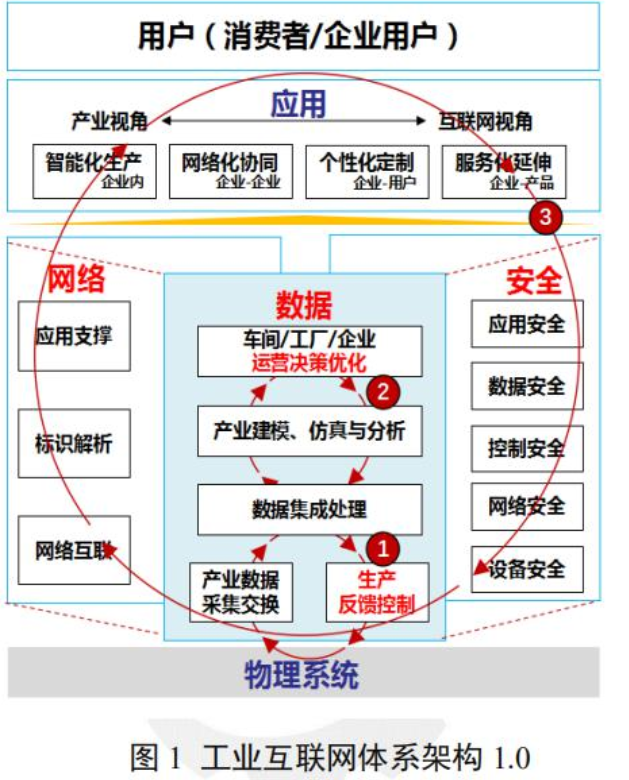 用户（消费者/企业用户）
应用
产业视角
互联网视角
智能化生产
企业内
网络化协同
企业-企业
个性化定制
企业-用户
服务化延伸
企业-产品
3
网络
应用支撑
标识解析
网络互联
数据
车间/工厂/企业
运营决策优化
2
产业建模、仿真与分析
数据集成处理
1
产业数据
采集交换
生产
反馈控制
安全
应用安全
数据安全
控制安全
网络安全
设备安全
物理系统
图 1 工业互联网体系架构 1.0